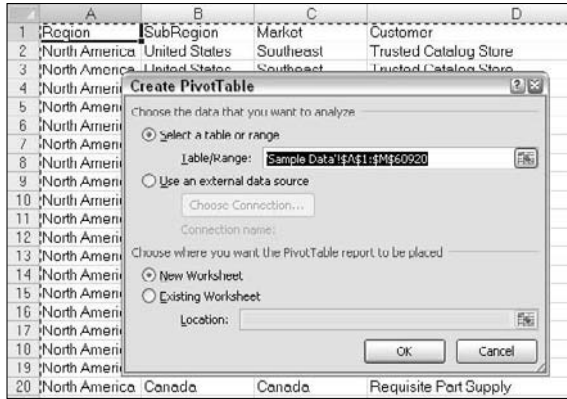 A B C D
1 Region SubRegion Market Customer
2 North America United States Southeast Trusted Catalog Store
3 North America United States Southeast Trusted Catalog Store
4 North Ameri Create PivotTable
Choose the data that you want to analyze
5 North Ameri
6 North Ameri Select a table or range
7 North Ameri
8 North Ameri Table/Range: 'Sample Data'!$A$1:$M$60920
9 North Ameri Use an external data source
10 North Ameri Choose Connection...
11 North Ameri
12 North Ameri Connection name:
13 North Ameri Choose where you want the PivotTable report to be placed
14 North Ameri New Worksheet
15 North Ameri Existing Worksheet
16 North Ameri Location:
17 North Ameri
18 North Ameri OK Cancel
19 North Ameri
20 North America Canada Canada Requisite Part Supply